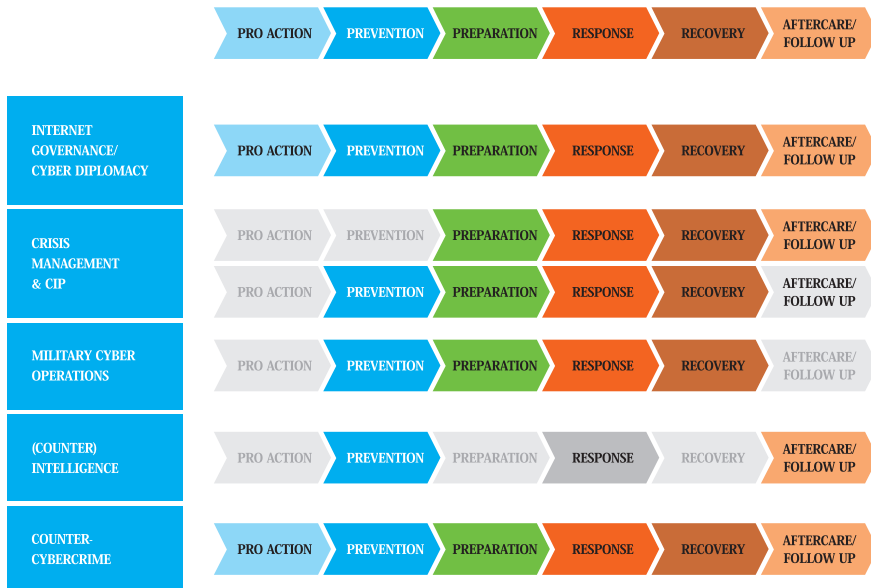 PRO ACTION
PREVENTION
PREPARATION
RESPONSE
RECOVERY
AFTERCARE/
FOLLOW UP
INTERNET
GOVERNANCE/
CYBER DIPLOMACY
PRO ACTION
PREVENTION
PREPARATION
RESPONSE
RECOVERY
AFTERCARE/
FOLLOW UP
CRISIS
MANAGEMENT
& CIP
PRO ACTION
PREVENTION
PREPARATION
RESPONSE
RECOVERY
AFTERCARE/
FOLLOW UP
PRO ACTION
PREVENTION
PREPARATION
RESPONSE
RECOVERY
AFTERCARE/
FOLLOW UP
MILITARY CYBER
OPERATIONS
PRO ACTION
PREVENTION
PREPARATION
RESPONSE
RECOVERY
AFTERCARE/
FOLLOW UP
(COUNTER)
INTELLIGENCE
PRO ACTION
PREVENTION
PREPARATION
RESPONSE
RECOVERY
AFTERCARE/
FOLLOW UP
COUNTER-
CYBERCRIME
PRO ACTION
PREVENTION
PREPARATION
RESPONSE
RECOVERY
AFTERCARE/
FOLLOW UP